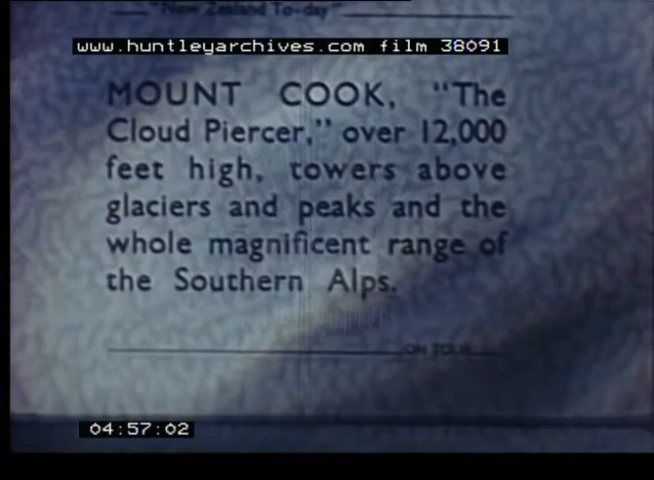 "New Zealand To-day"
www.huntleyarchives.com film 38091
MOUNT COOK, "The
Cloud Piercer," over 12,000
feet high, towers above
glaciers and peaks and the
whole magnificent range of
the Southern Alps.
ON TOUR
04:57:02